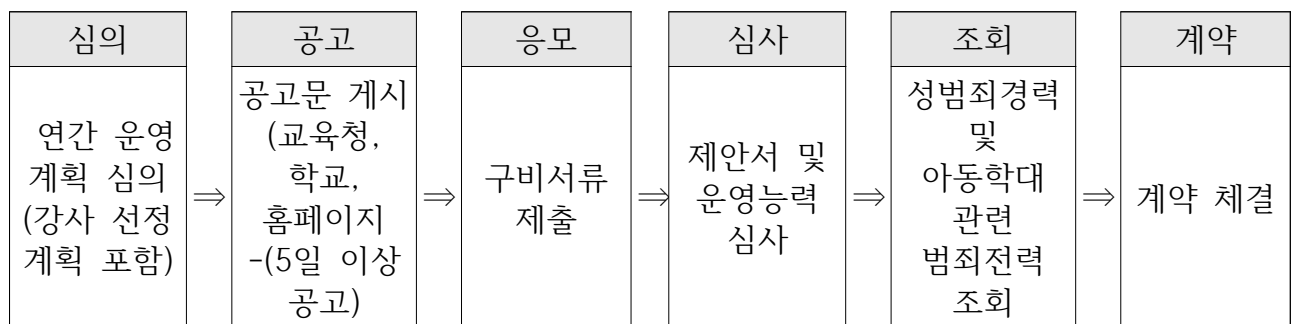 심의
연간 운영
계획 심의
(강사 선정
계획 포함)
⇒
공고
공고문 게시
(교육청,
학교,
홈페이지
-(5일 이상
공고)
⇒
응모
구비서류
제출
⇒
심사
제안서 및
운영능력
심사
⇒
조회
성범죄경력
및
아동학대
관련
범죄전력
조회
⇒
계약
계약 체결